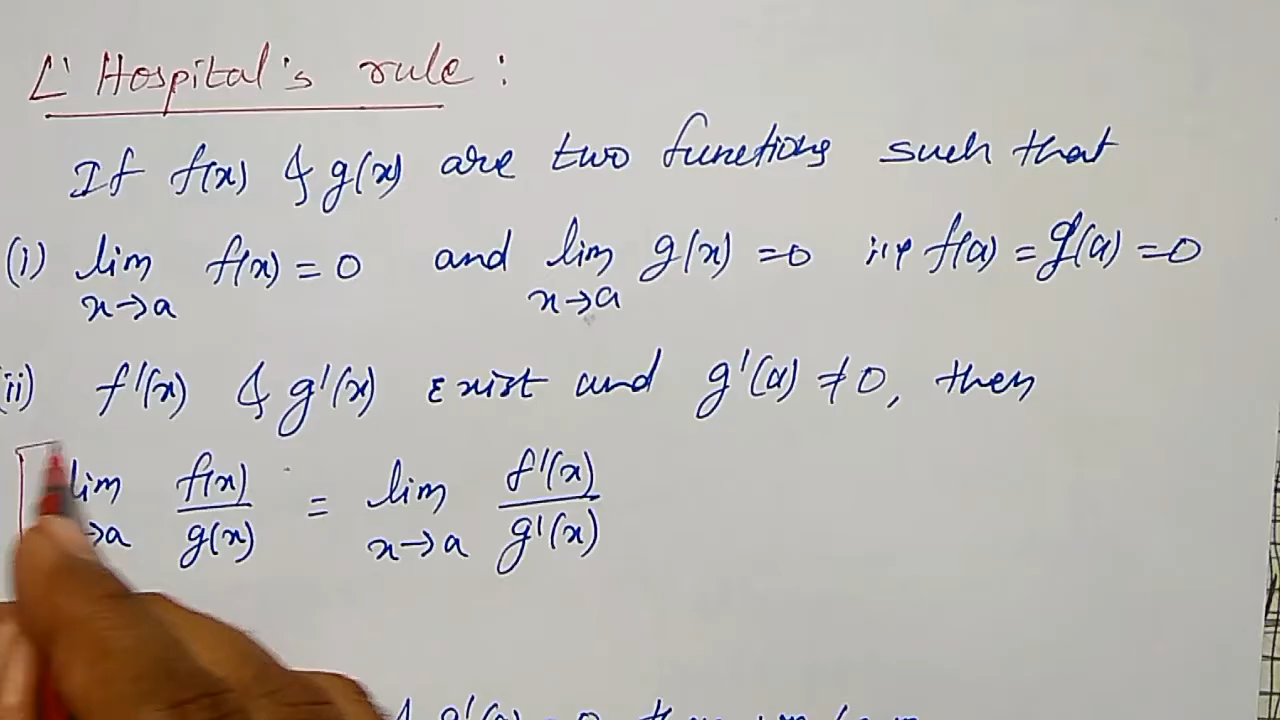 L' Hospital's rule :
If f(x) & g(x) are two functions such that
(i) lim x→a f(x) = 0 and lim x→a g(x) = 0 i.e f(a) = g(a) = 0
(ii) f'(x) & g'(x) exist and g'(a) ≠ 0, then
lim x→a f(x)/g(x) = lim x→a f'(x)/g'(x)